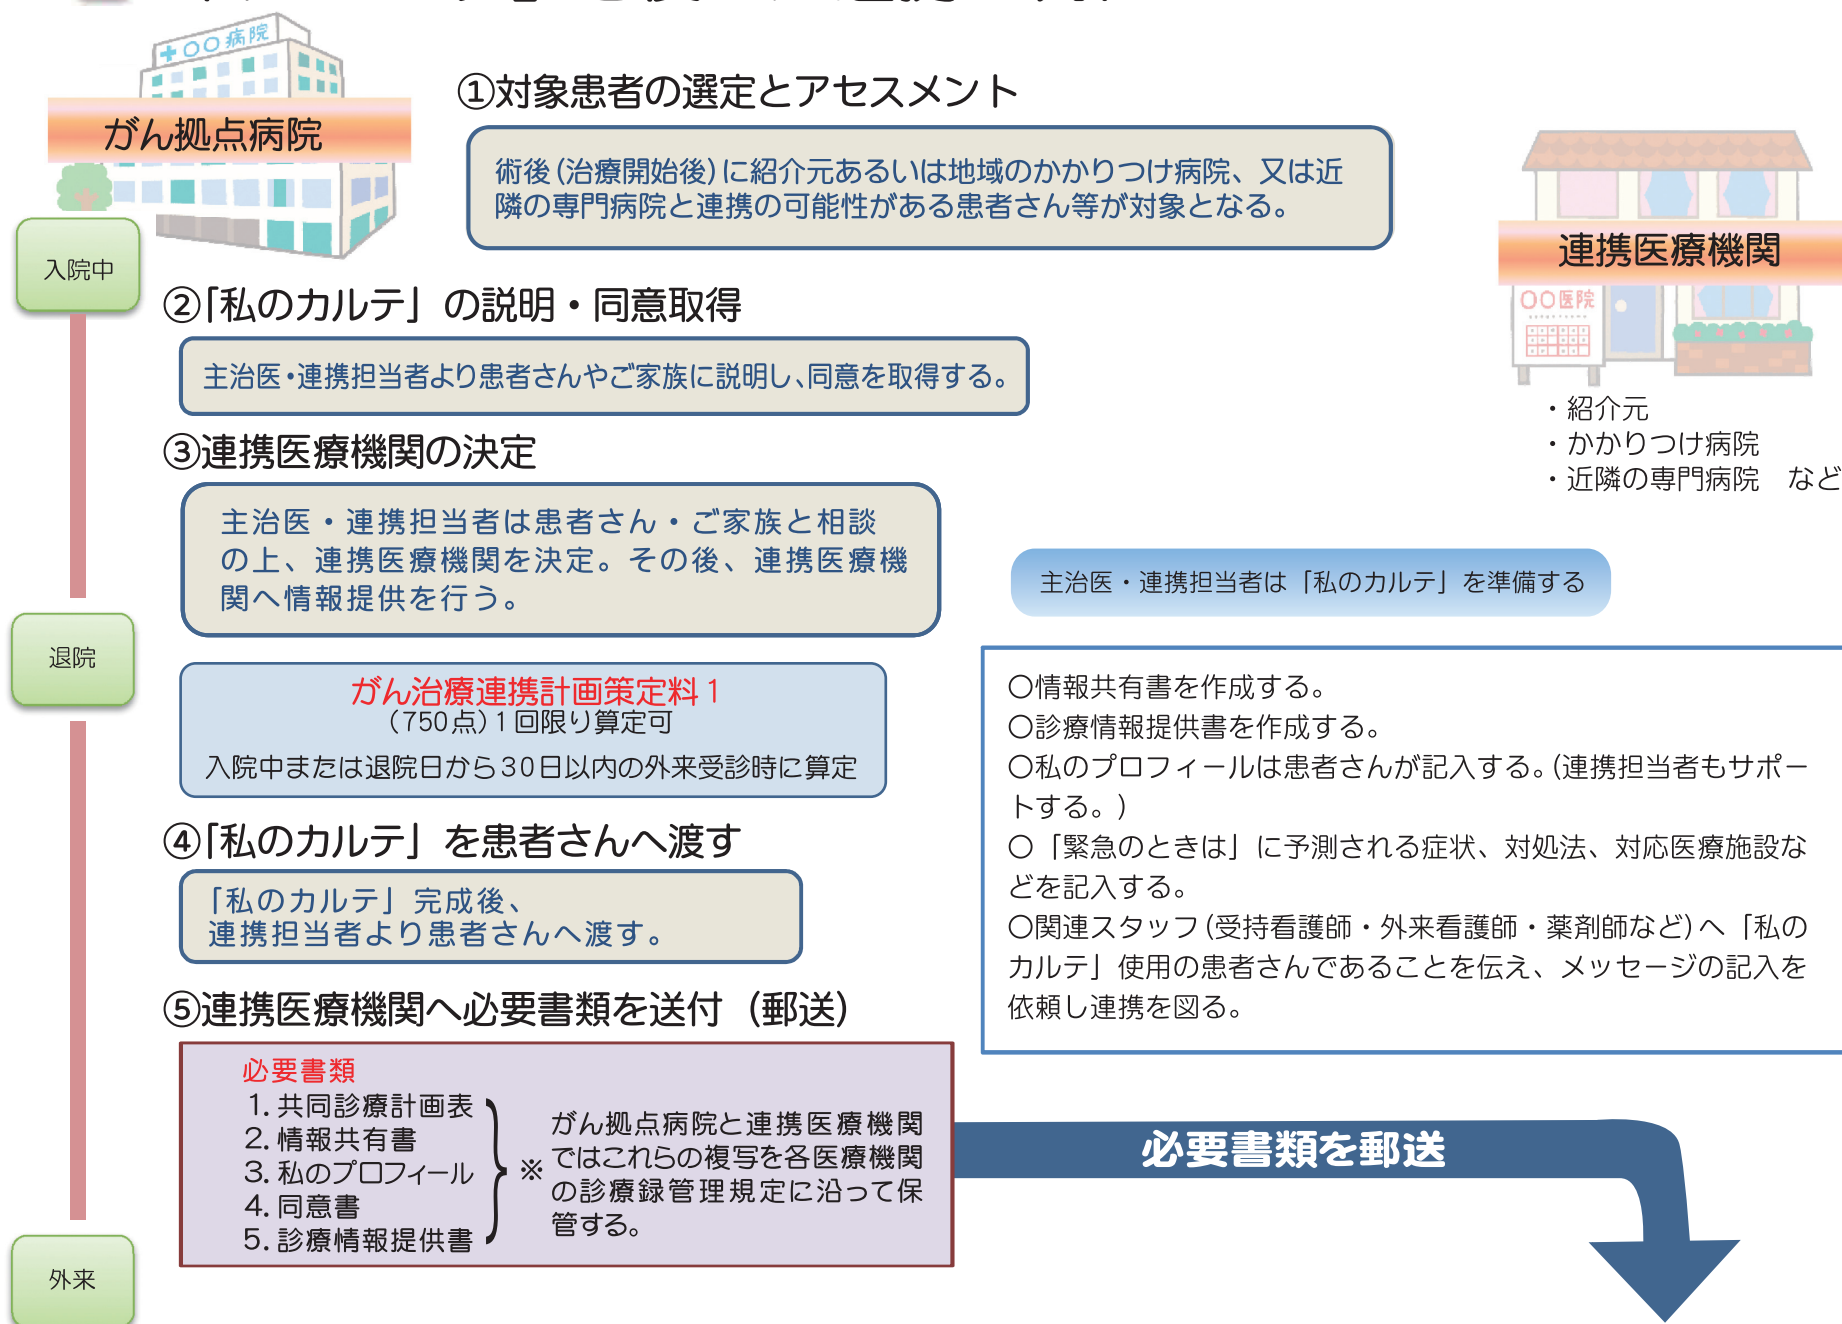 ○○病院
がん拠点病院
①対象患者の選定とアセスメント
術後(治療開始後)に紹介元あるいは地域のかかりつけ病院、又は近
隣の専門病院と連携の可能性がある患者さん等が対象となる。
連携医療機関
○○医院
・紹介元
・かかりつけ病院
・近隣の専門病院　など
入院中
②「私のカルテ」の説明・同意取得
主治医・連携担当者より患者さんやご家族に説明し、同意を取得する。
③連携医療機関の決定
主治医・連携担当者は患者さん・ご家族と相談
の上、連携医療機関を決定。その後、連携医療機
関へ情報提供を行う。
退院
がん治療連携計画策定料1
(750点)1回限り算定可
入院中または退院日から30日以内の外来受診時に算定
④「私のカルテ」を患者さんへ渡す
「私のカルテ」完成後、
連携担当者より患者さんへ渡す。
主治医・連携担当者は「私のカルテ」を準備する
○情報共有書を作成する。
○診療情報提供書を作成する。
○私のプロフィールは患者さんが記入する。(連携担当者もサポー
トする。)
○「緊急のときは」に予測される症状、対処法、対応医療施設な
どを記入する。
○関連スタッフ(受持看護師・外来看護師・薬剤師など)へ「私の
カルテ」使用の患者さんであることを伝え、メッセージの記入を
依頼し連携を図る。
⑤連携医療機関へ必要書類を送付（郵送）
必要書類
1.共同診療計画表
2.情報共有書
3.私のプロフィール
4.同意書
5.診療情報提供書
※
がん拠点病院と連携医療機関
ではこれらの複写を各医療機関
の診療録管理規定に沿って保
管する。
必要書類を郵送
外来